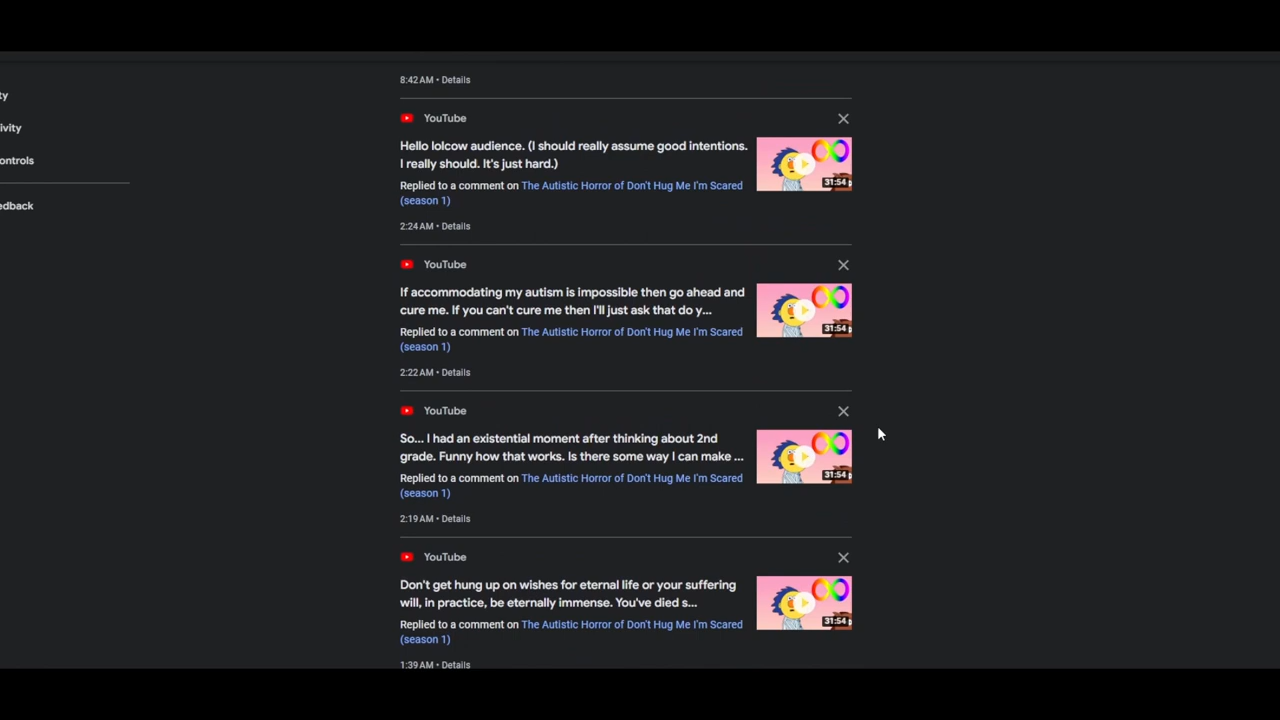 8:42 AM • Details
ty
YouTube
ivity
Hello lolcow audience. (I should really assume good intentions.
I really should. It's just hard.)
ontrols
Replied to a comment on The Autistic Horror of Don't Hug Me I'm Scared
(season 1)
31:54
edback
2:24 AM • Details
YouTube
If accommodating my autism is impossible then go ahead and
cure me. If you can't cure me then I'll just ask that do y...
Replied to a comment on The Autistic Horror of Don't Hug Me I'm Scared
(season 1)
31:54
2:22 AM • Details
YouTube
So... I had an existential moment after thinking about 2nd
grade. Funny how that works. Is there some way I can make ...
Replied to a comment on The Autistic Horror of Don't Hug Me I'm Scared
(season 1)
31:54
2:19 AM • Details
YouTube
Don't get hung up on wishes for eternal life or your suffering
will, in practice, be eternally immense. You've died s...
Replied to a comment on The Autistic Horror of Don't Hug Me I'm Scared
(season 1)
31:54
1:39 AM • Details